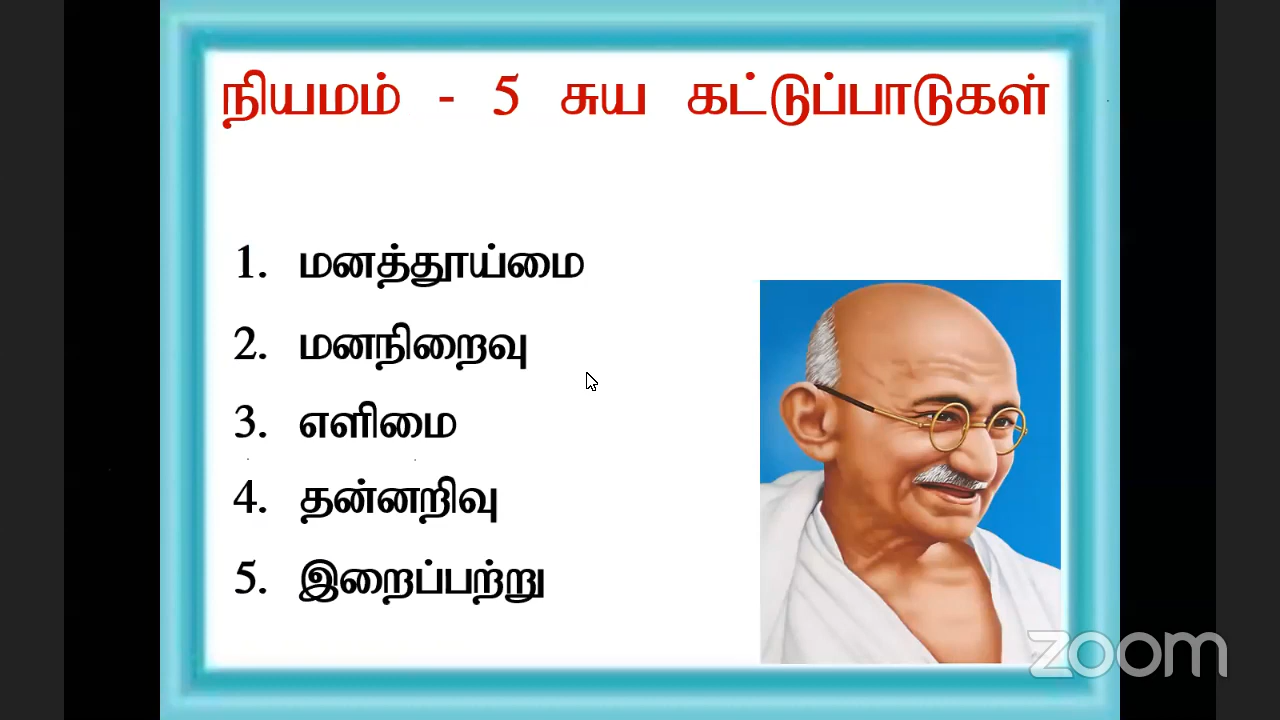 நியமம் - 5 சுய கட்டுப்பாடுகள்
1. மனத்தூய்மை
2. மனநிறைவு
3. எளிமை
4. தன்னறிவு
5. இறைப்பற்று
zoom